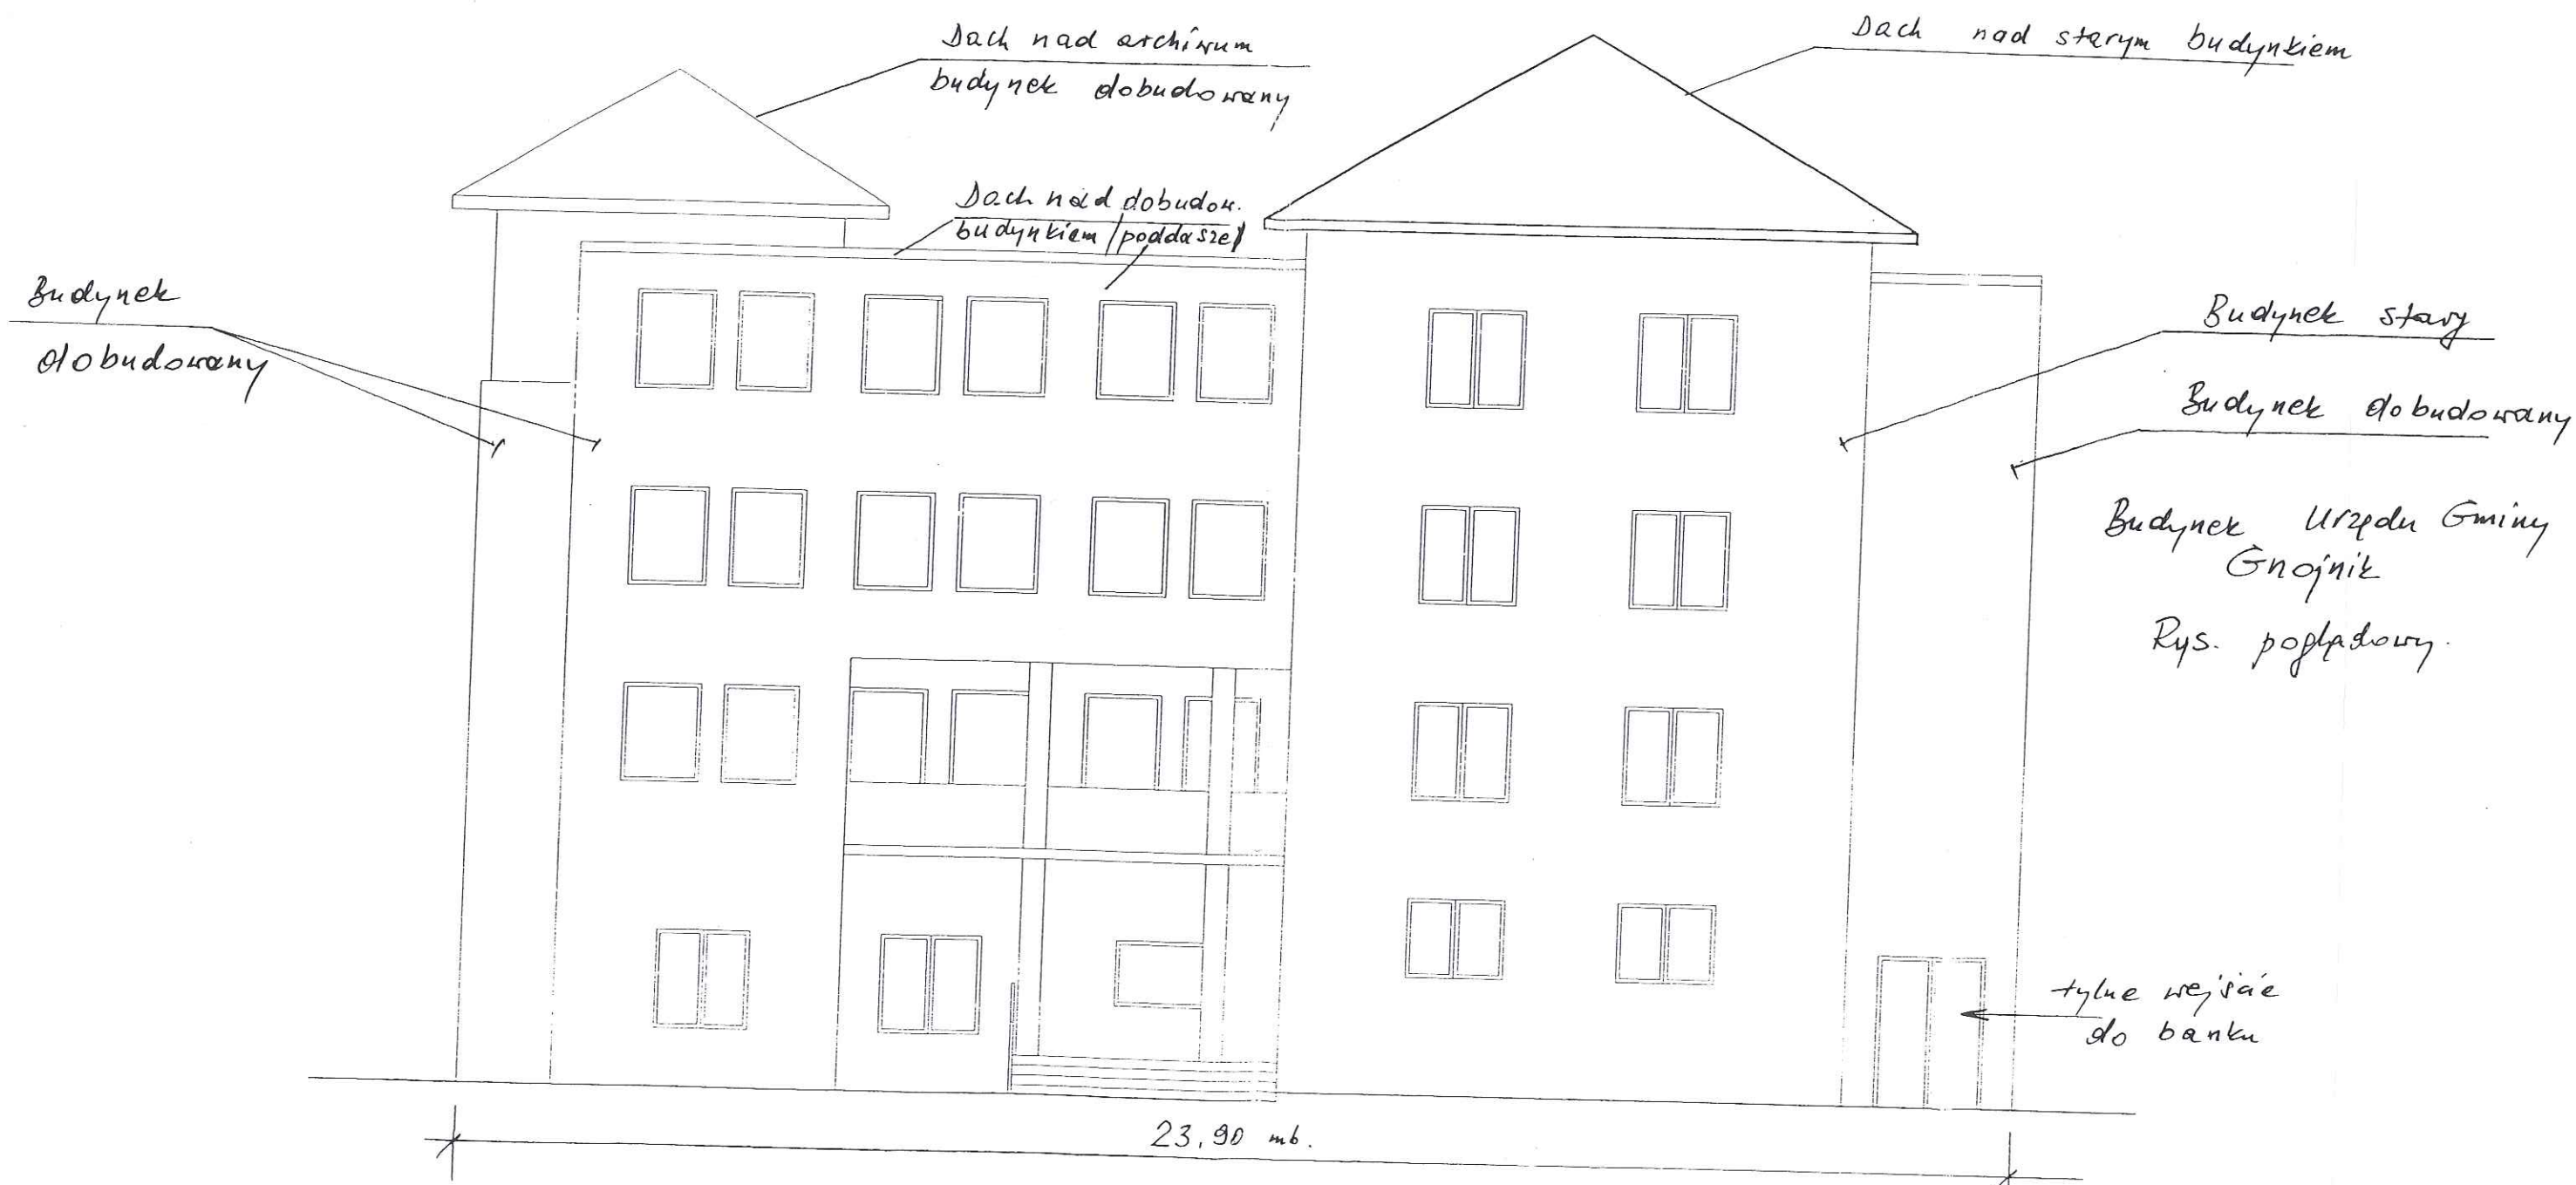 Dach nad archiwum
budynek dobudowany
Dach nad starym budynkiem
Dach nad dobudow.
budynkiem /poddasze/
Budynek
dobudowany
Budynek stary
Budynek dobudowany
Budynek Urzędu Gminy
Gnojnik
Rys. poglądowy.
tylne wejście
do banku
23,90 mb.